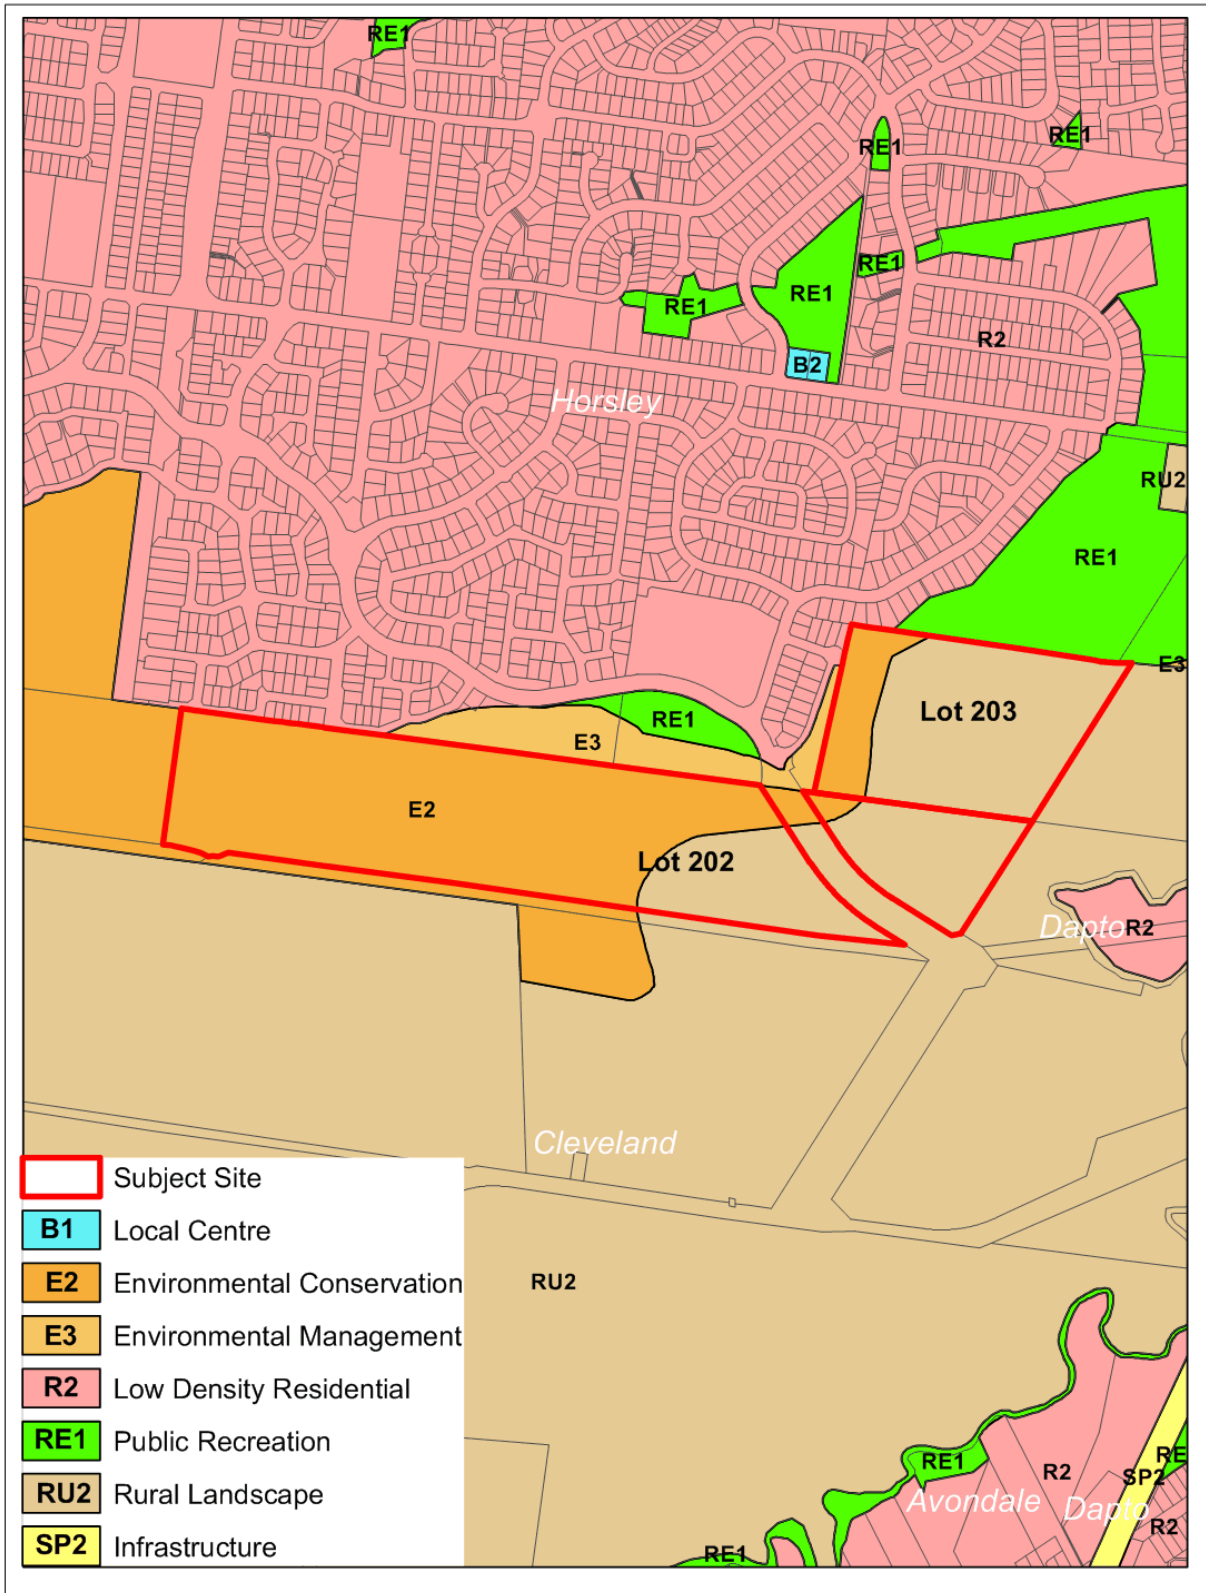 RE1
RE1
RE1
RE1
RE1
RE1
R2
B2
Horsley
RU2
RE1
E3
Lot 203
RE1
E3
E2
Lot 202
Dapto
R2
Cleveland
Subject Site
B1 Local Centre
E2 Environmental Conservation
E3 Environmental Management
R2 Low Density Residential
RE1 Public Recreation
RU2 Rural Landscape
SP2 Infrastructure
RU2
RE1
R2
SP2
RE
Avondale
Dapto
R2
RE1